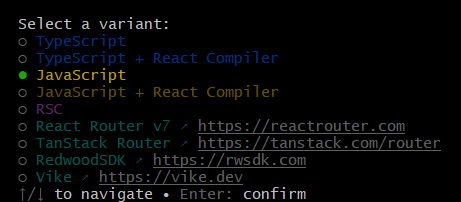 Select a variant:
○ TypeScript
○ TypeScript + React Compiler
● JavaScript
○ JavaScript + React Compiler
○ RSC
○ React Router v7 ↗ https://reactrouter.com
○ TanStack Router ↗ https://tanstack.com/router
○ RedwoodSDK ↗ https://rwsdk.com
○ Vike ↗ https://vike.dev
↑/↓ to navigate • Enter: confirm